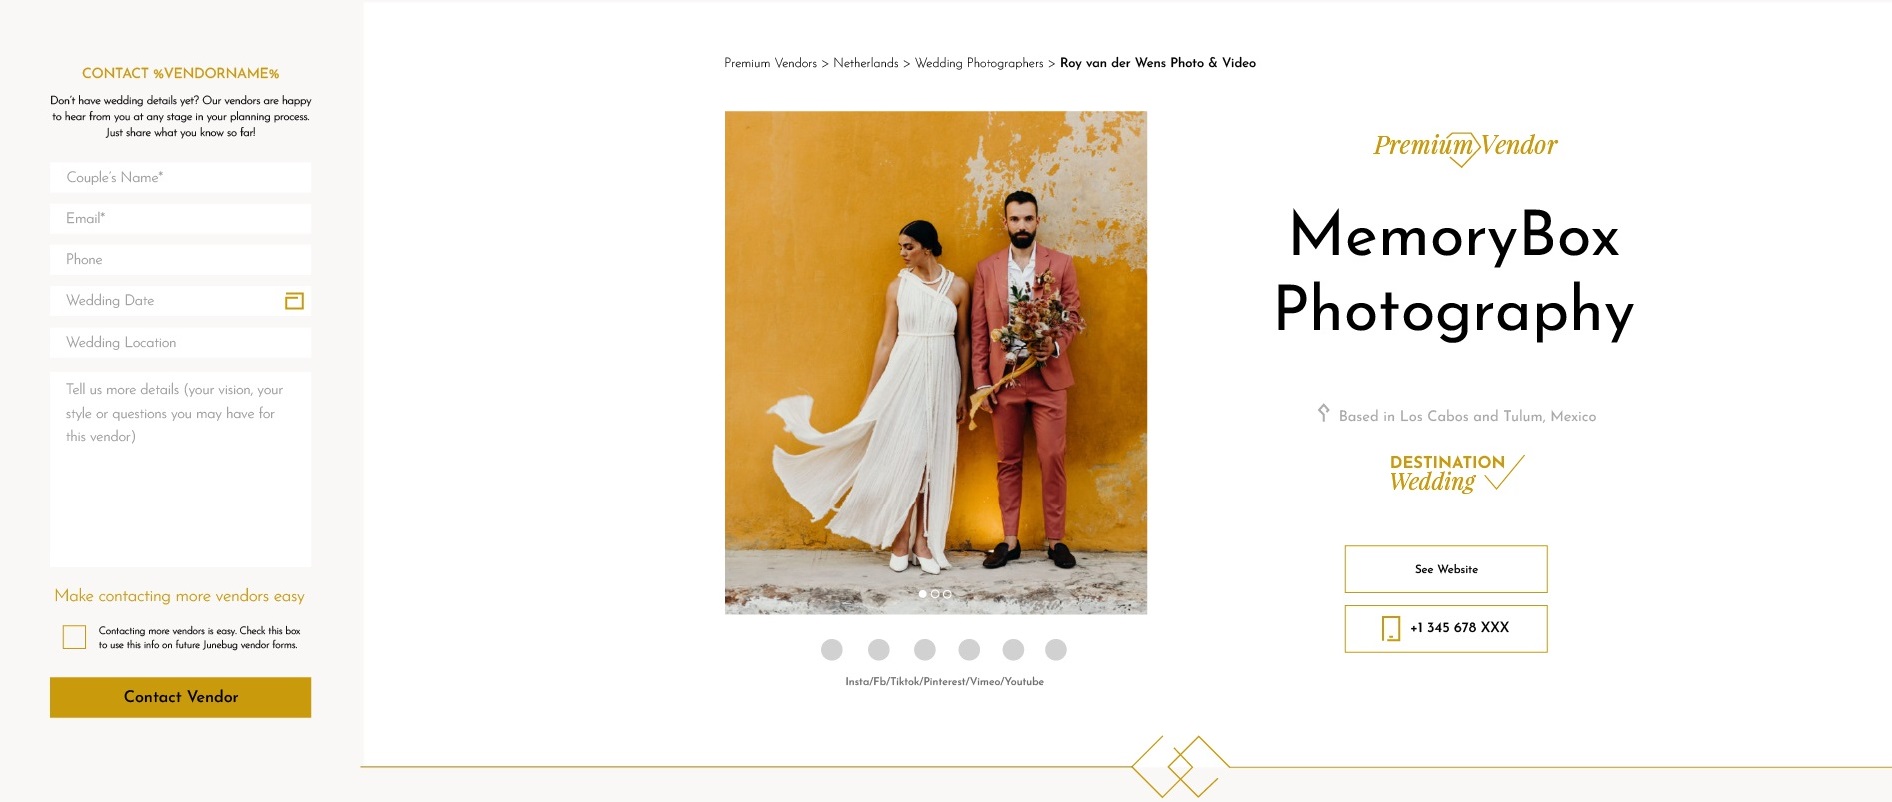 CONTACT %VENDORNAME%
Don't have wedding details yet? Our vendors are happy
to hear from you at any stage in your planning process.
Just share what you know so far!
Couple's Name*
Email*
Phone
Wedding Date
Wedding Location
Tell us more details (your vision, your
style or questions you may have for
this vendor)
Make contacting more vendors easy
Contacting more vendors is easy. Check this box
to use this info on future Junebug vendor forms.
Contact Vendor
Premium Vendors > Netherlands > Wedding Photographers > Roy van der Wens Photo & Video
Insta/Fb/Tiktok/Pinterest/Vimeo/Youtube
Premium Vendor
MemoryBox
Photography
Based in Los Cabos and Tulum, Mexico
DESTINATION
Wedding
See Website
+1 345 678 XXX